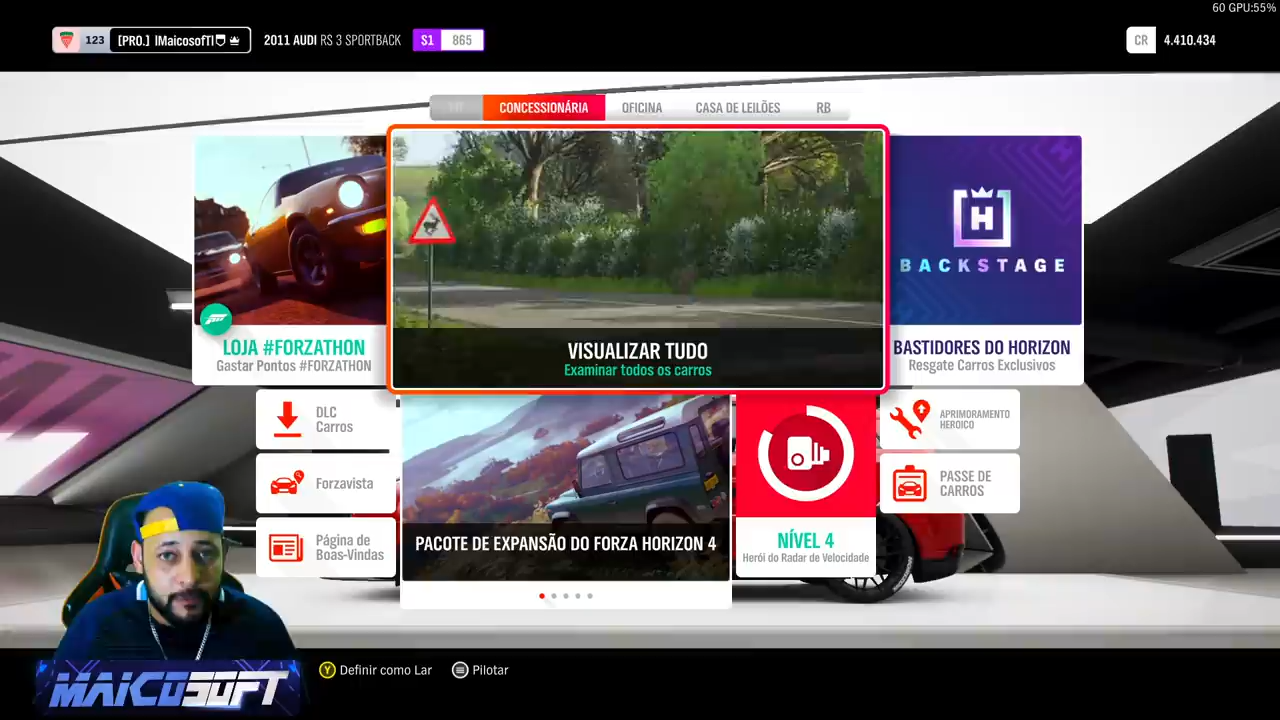 60 GPU:55%
123 [PRO.] IMaicosofTI
2011 AUDI RS 3 SPORTBACK
S1 865
CR 4.410.434
CONCESSIONÁRIA
OFICINA
CASA DE LEILÕES
RB
LOJA #FORZATHON
Gastar Pontos #FORZATHON
VISUALIZAR TUDO
Examinar todos os carros
H
BACKSTAGE
BASTIDORES DO HORIZON
Resgate Carros Exclusivos
DLC
Carros
Forzavista
Página de
Boas-Vindas
PACOTE DE EXPANSÃO DO FORZA HORIZON 4
NÍVEL 4
Herói do Radar de Velocidade
APRIMORAMENTO
HEROICO
PASSE DE
CARROS
MAICOSOFT
Y Definir como Lar
Pilotar